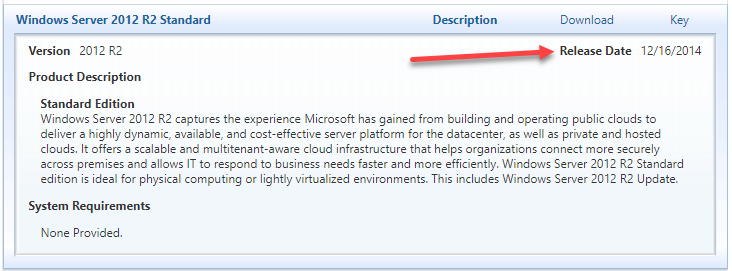 Windows Server 2012 R2 Standard Description Download Key
Version 2012 R2 Release Date 12/16/2014
Product Description
Standard Edition
Windows Server 2012 R2 captures the experience Microsoft has gained from building and operating public clouds to
deliver a highly dynamic, available, and cost-effective server platform for the datacenter, as well as private and hosted
clouds. It offers a scalable and multitenant-aware cloud infrastructure that helps organizations connect more securely
across premises and allows IT to respond to business needs faster and more efficiently. Windows Server 2012 R2 Standard
edition is ideal for physical computing or lightly virtualized environments. This includes Windows Server 2012 R2 Update.
System Requirements
None Provided.